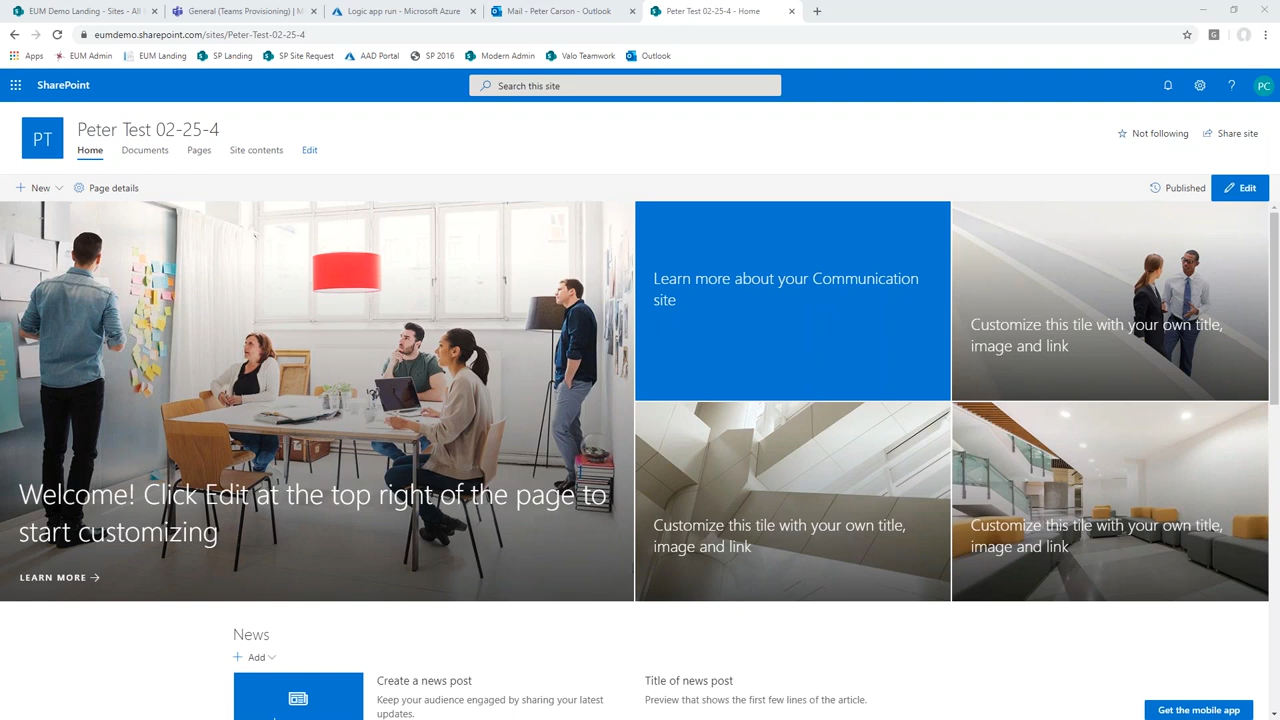 EUM Demo Landing - Sites - All
General (Teams Provisioning) | M
Logic app run - Microsoft Azure
Mail - Peter Carson - Outlook
Peter Test 02-25-4 - Home
eumdemo.sharepoint.com/sites/Peter-Test-02-25-4
Apps
EUM Admin
EUM Landing
SP Landing
SP Site Request
AAD Portal
SP 2016
Modern Admin
Valo Teamwork
Outlook
SharePoint
Search this site
PC
PT
Peter Test 02-25-4
Home
Documents
Pages
Site contents
Edit
Not following
Share site
New
Page details
Published
Edit
Welcome! Click Edit at the top right of the page to
start customizing
LEARN MORE
Learn more about your Communication
site
Customize this tile with your own title,
image and link
Customize this tile with your own title,
image and link
Customize this tile with your own title,
image and link
News
Add
Create a news post
Keep your audience engaged by sharing your latest
updates.
Title of news post
Preview that shows the first few lines of the article.
Get the mobile app